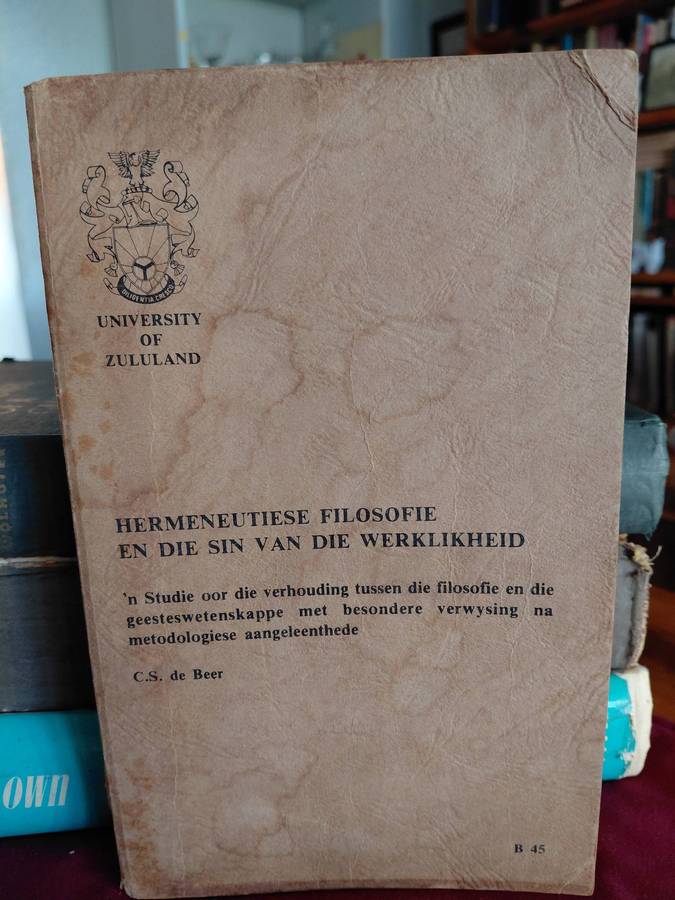 DILIGENTIA CRESCO
UNIVERSITY
OF
ZULULAND
HERMENEUTIESE FILOSOFIE
EN DIE SIN VAN DIE WERKLIKHEID
'n Studie oor die verhouding tussen die filosofie en die
geesteswetenskappe met besondere verwysing na
metodologiese aangeleenthede
C.S. de Beer
B 45
OWN